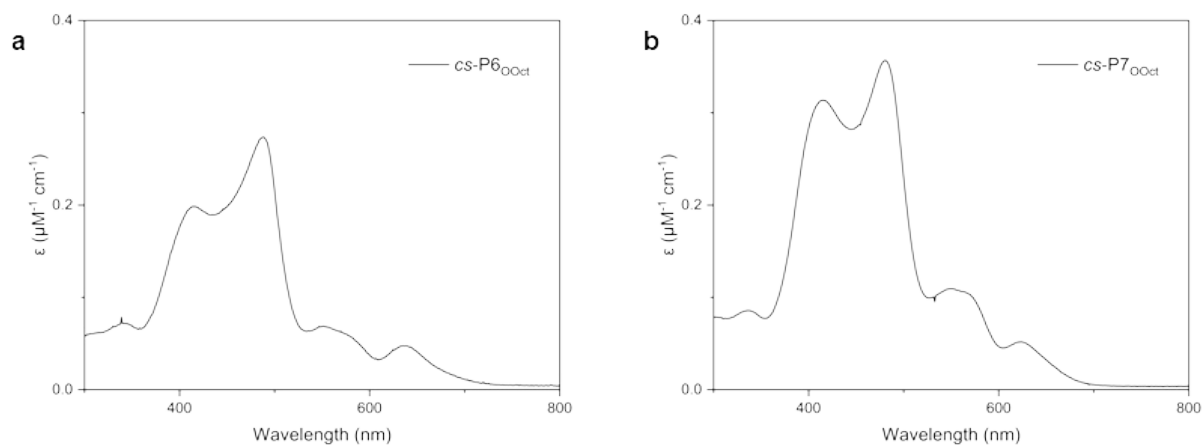 a
cs-P6OOct
0.4
0.2
0.0
ε (µM-1 cm-1)
400
600
800
Wavelength (nm)
b
cs-P7OOct
0.4
0.2
0.0
ε (µM-1 cm-1)
400
600
800
Wavelength (nm)